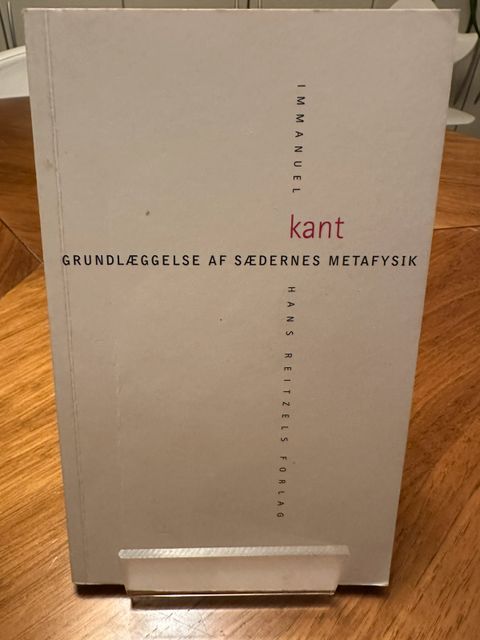 IMMANUEL
kant
GRUNDLÆGGELSE AF SÆDERNES METAFYSIK
HANS REITZELS FORLAG